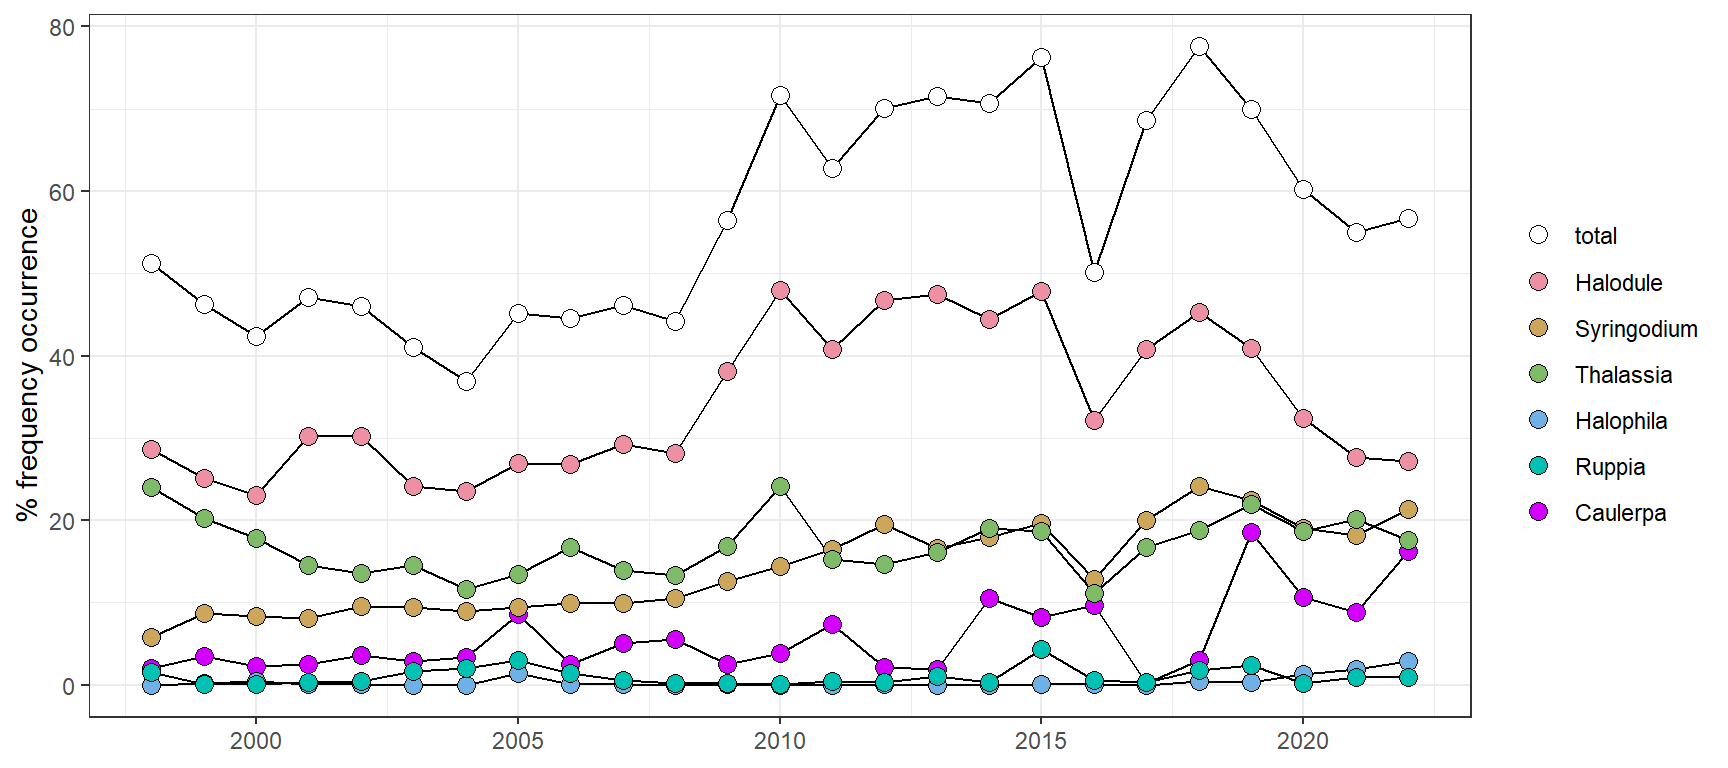 % frequency occurrence
80
60
40
20
0
2000
2005
2010
2015
2020
total
Halodule
Syringodium
Thalassia
Halophila
Ruppia
Caulerpa